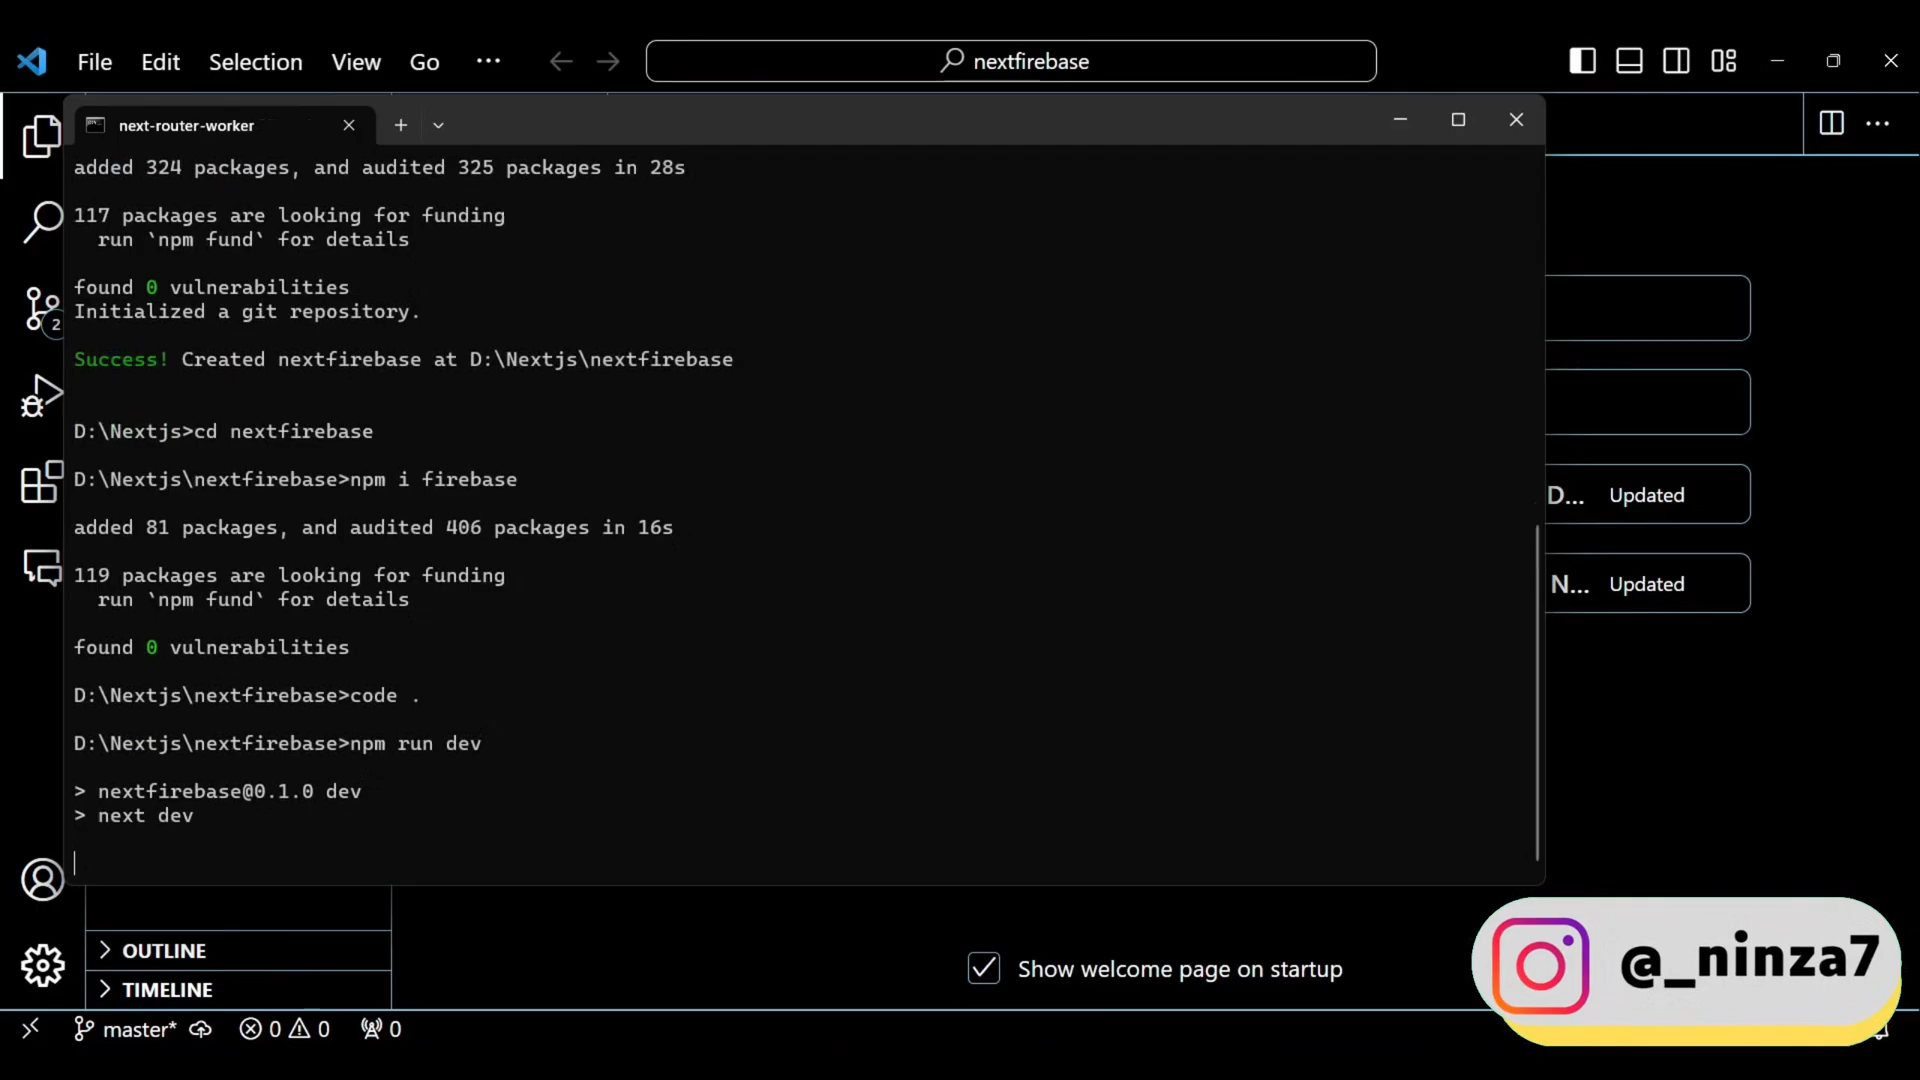 File Edit Selection View Go ··· nextfirebase
next-router-worker
added 324 packages, and audited 325 packages in 28s
117 packages are looking for funding
run `npm fund` for details
found 0 vulnerabilities
Initialized a git repository.
2
Success! Created nextfirebase at D:\Nextjs\nextfirebase
D:\Nextjs>cd nextfirebase
D:\Nextjs\nextfirebase>npm i firebase
D... Updated
added 81 packages, and audited 406 packages in 16s
119 packages are looking for funding
run `npm fund` for details
N... Updated
found 0 vulnerabilities
D:\Nextjs\nextfirebase>code .
D:\Nextjs\nextfirebase>npm run dev
> nextfirebase@0.1.0 dev
> next dev
OUTLINE
TIMELINE
Show welcome page on startup
@_ninza7
master* 0 0 0